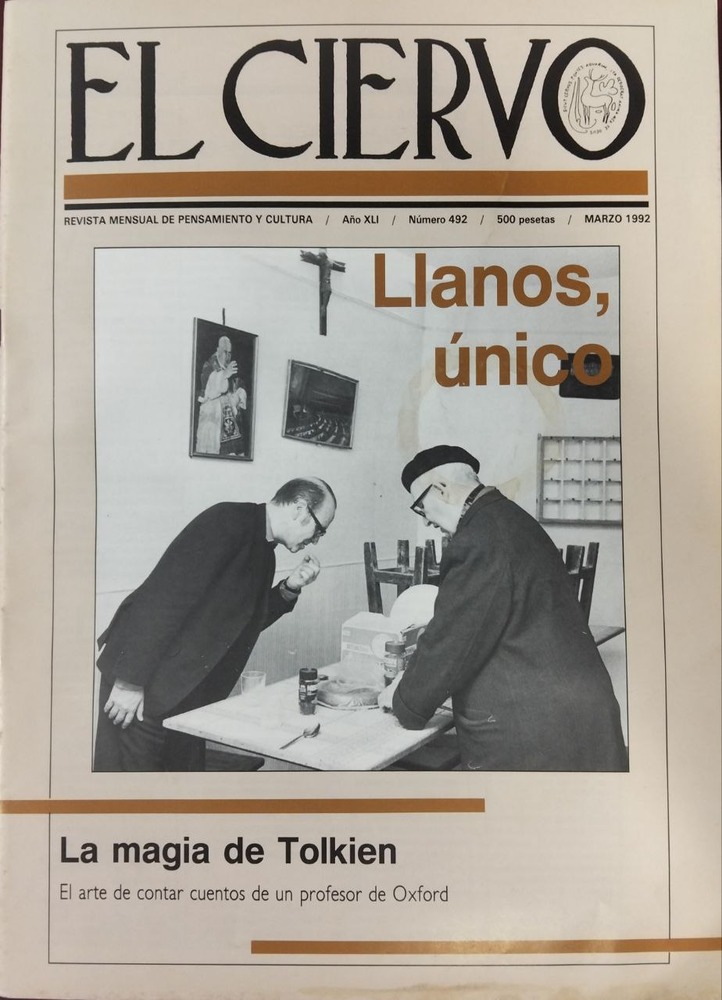 EL CIERVO
REVISTA MENSUAL DE PENSAMIENTO Y CULTURA / Año XLI / Número 492 / 500 pesetas / MARZO 1992
Llanos,
único
La magia de Tolkien
El arte de contar cuentos de un profesor de Oxford